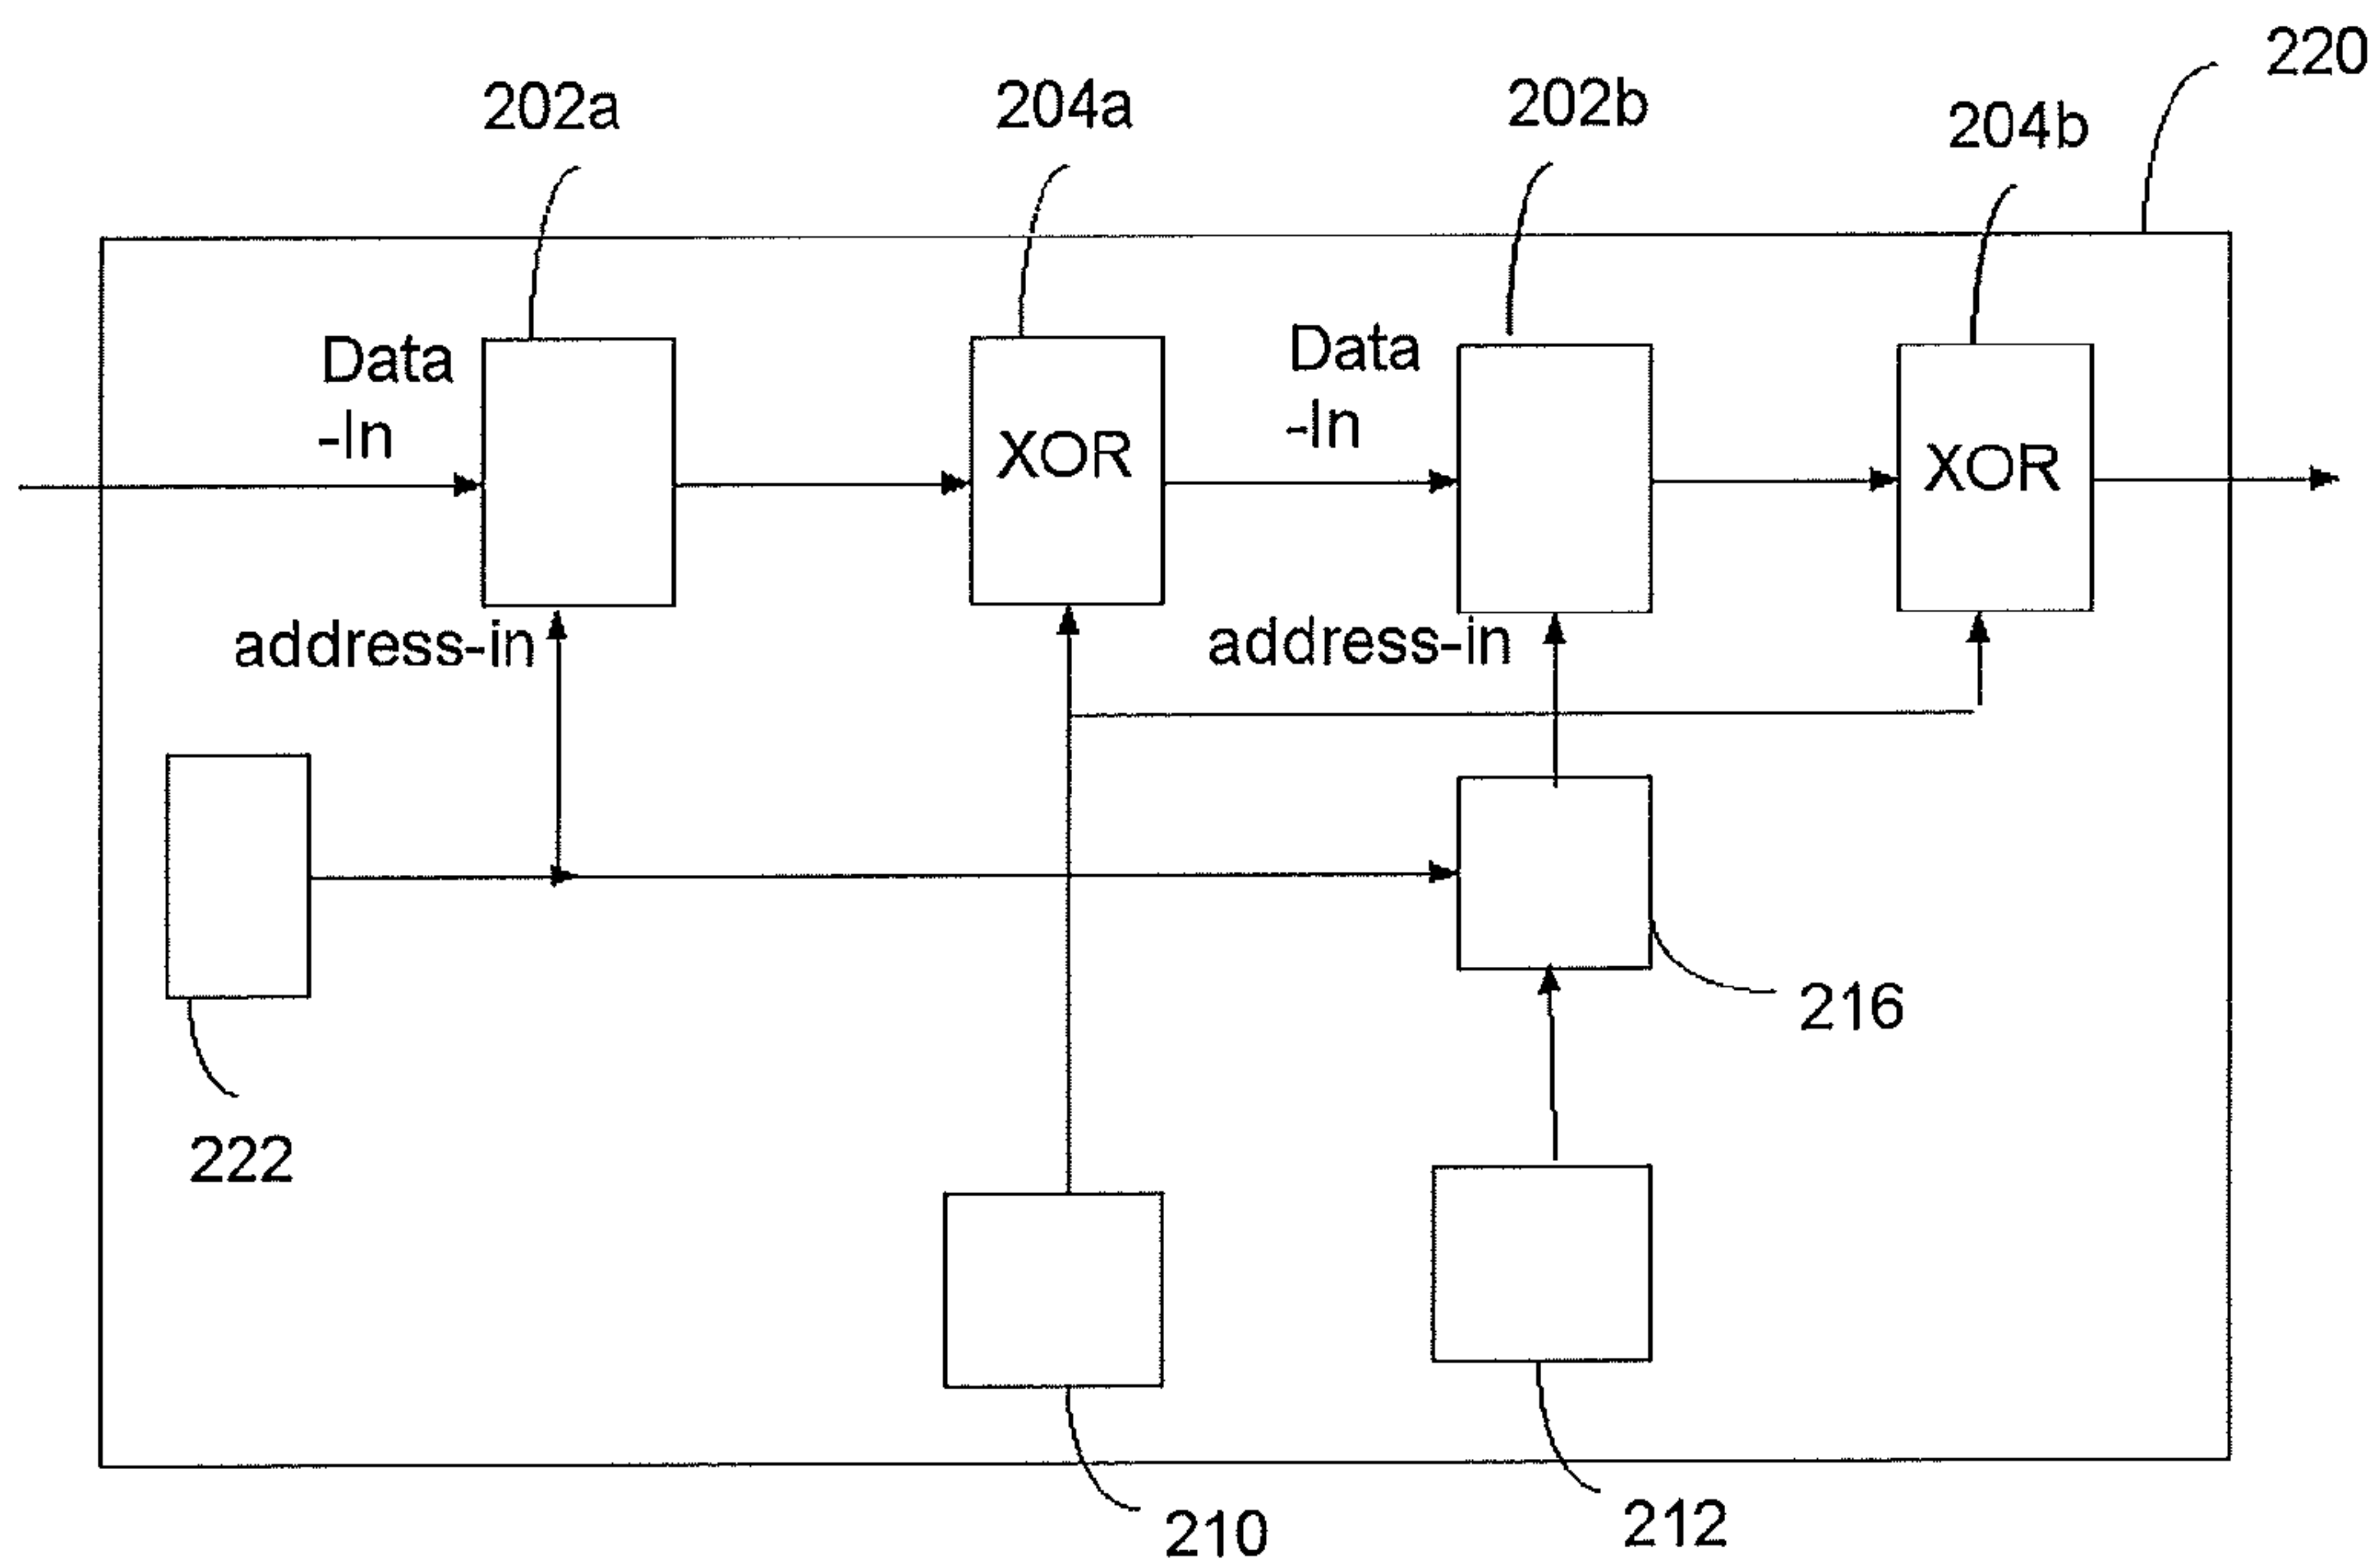 220
202a
204a
202b
204b
Data
-In
Data
-In
XOR
XOR
address-in
address-in
216
222
210
212